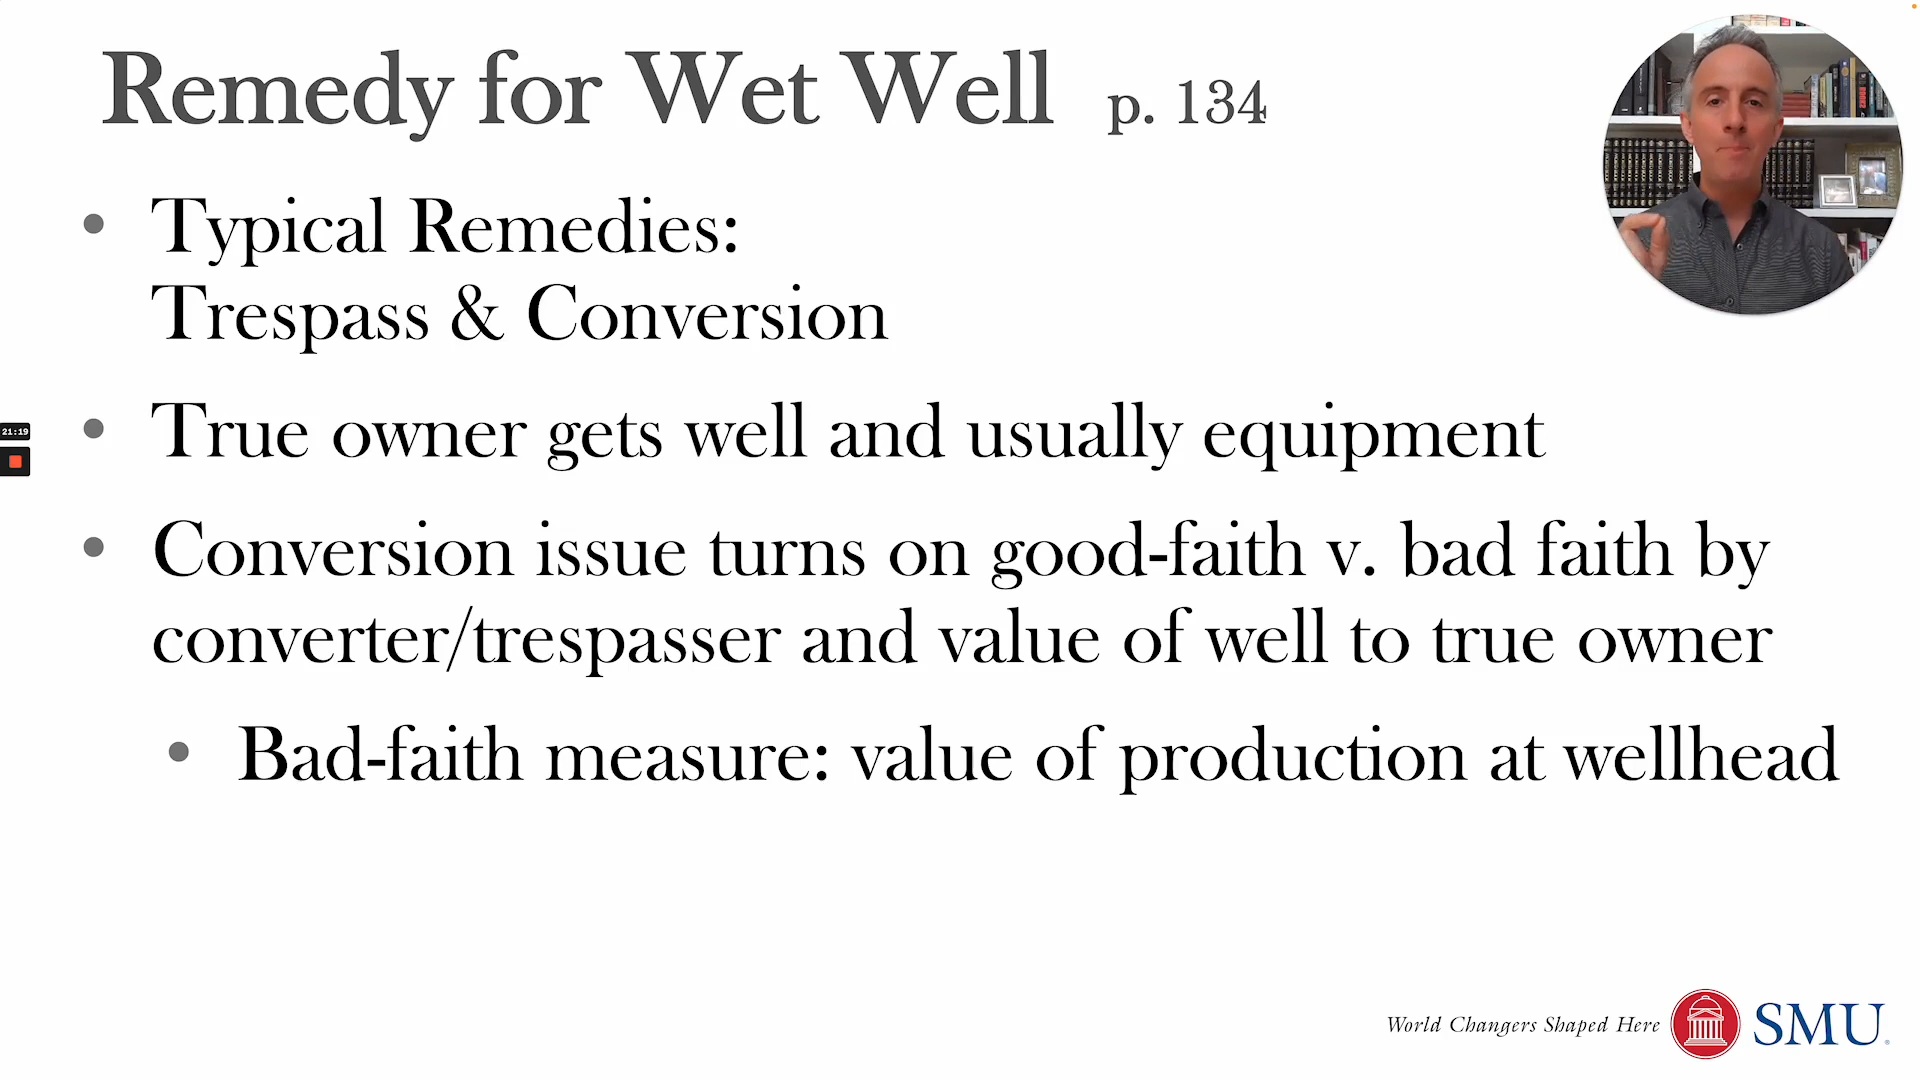 Remedy for Wet Well p. 134
Typical Remedies:
Trespass & Conversion
True owner gets well and usually equipment
21:19
Conversion issue turns on good-faith v. bad faith by
converter/trespasser and value of well to true owner
Bad-faith measure: value of production at wellhead
World Changers Shaped Here SMU